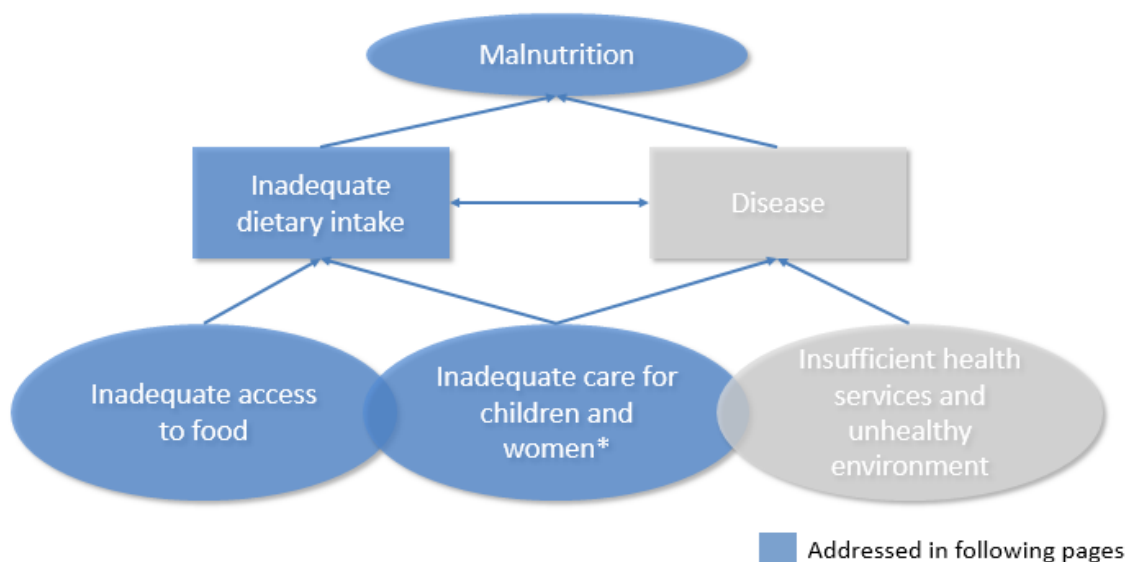 Malnutrition
Inadequate
dietary intake
Disease
Inadequate access
to food
Inadequate care for
children and
women*
Insufficient health
services and
unhealthy
environment
Addressed in following pages